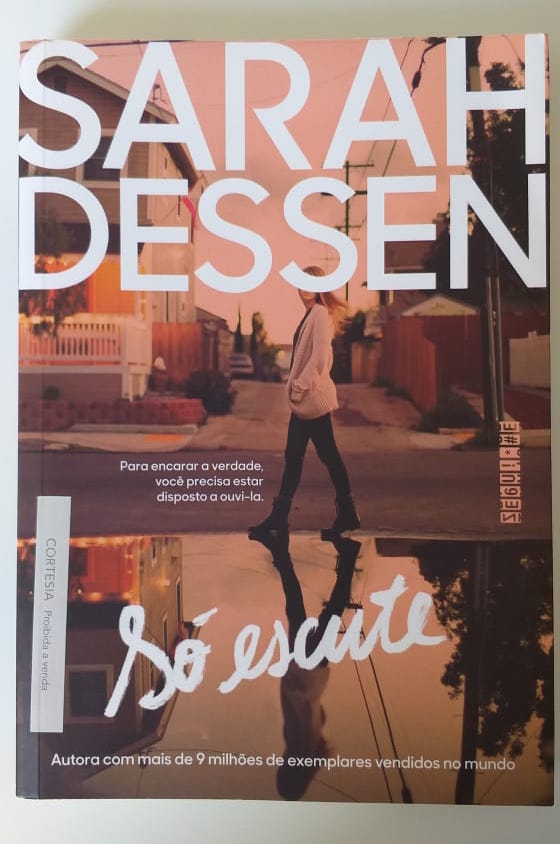 SARAH
DESSEN
Para encarar a verdade,
você precisa estar
disposto a ouvi-la.
SEGUI*#E
CORTESIA Proibida a venda
Só escute
Autora com mais de 9 milhões de exemplares vendidos no mundo